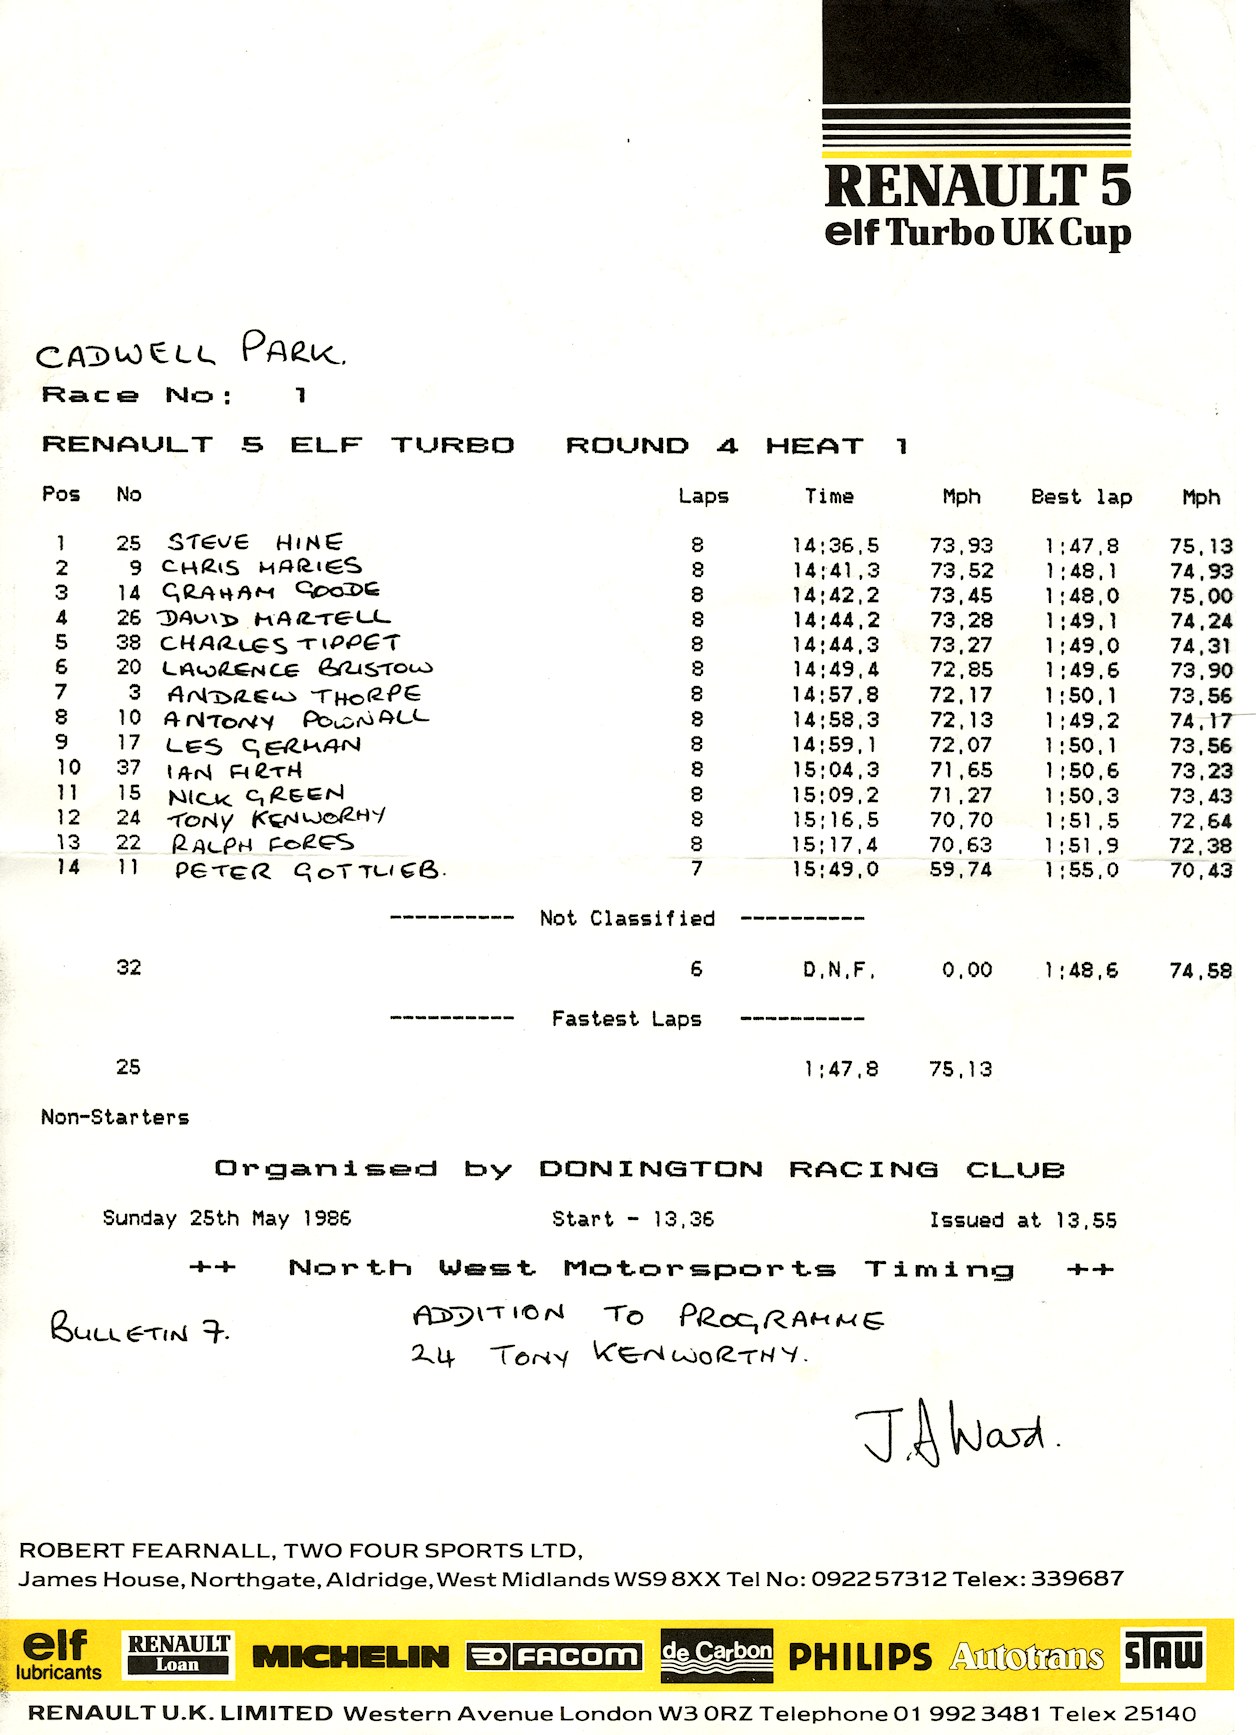 RENAULT 5
elf Turbo UK Cup
CADWELL PARK.
Race No: 1
RENAULT 5 ELF TURBO ROUND 4 HEAT 1
Pos No Laps Time Mph Best lap Mph
1 25 STEVE HINE 8 14:36,5 73,93 1:47,8 75,13
2 9 CHRIS MARIES 8 14:41,3 73,52 1:48,1 74,93
3 14 GRAHAM GOODE 8 14:42,2 73,45 1:48,0 75,00
4 26 DAVID MARTELL 8 14:44,2 73,28 1:49,1 74,24
5 38 CHARLES TIPPET 8 14:44,3 73,27 1:49,0 74,31
6 20 LAWRENCE BRISTOW 8 14:49,4 72,85 1:49,6 73,90
7 3 ANDREW THORPE 8 14:57,8 72,17 1:50,1 73,56
8 10 ANTONY POWNALL 8 14:58,3 72,13 1:49,2 74,17
9 17 LES GERMAN 8 14:59,1 72,07 1:50,1 73,56
10 37 IAN FIRTH 8 15:04,3 71,65 1:50,6 73,23
11 15 NICK GREEN 8 15:09,2 71,27 1:50,3 73,43
12 24 TONY KENWORHY 8 15:16,5 70,70 1:51,5 72,64
13 22 RALPH FORES 8 15:17,4 70,63 1:51,9 72,38
14 11 PETER GOTTLIEB. 7 15:49,0 59,74 1:55,0 70,43
---------- Not Classified ----------
32 6 D.N.F. 0,00 1:48,6 74,58
---------- Fastest Laps ----------
25 1:47,8 75,13
Non-Starters
Organised by DONINGTON RACING CLUB
Sunday 25th May 1986 Start - 13,36 Issued at 13,55
++ North West Motorsports Timing ++
BULLETIN 7. ADDITION TO PROGRAMME
24 TONY KENWORTHY.
J.A Ward.
ROBERT FEARNALL, TWO FOUR SPORTS LTD,
James House, Northgate, Aldridge, West Midlands WS9 8XX Tel No: 0922 57312 Telex: 339687
elf lubricants RENAULT Loan MICHELIN FACOM de Carbon PHILIPS Autotrans STAW
RENAULT U.K. LIMITED Western Avenue London W3 0RZ Telephone 01 992 3481 Telex 25140